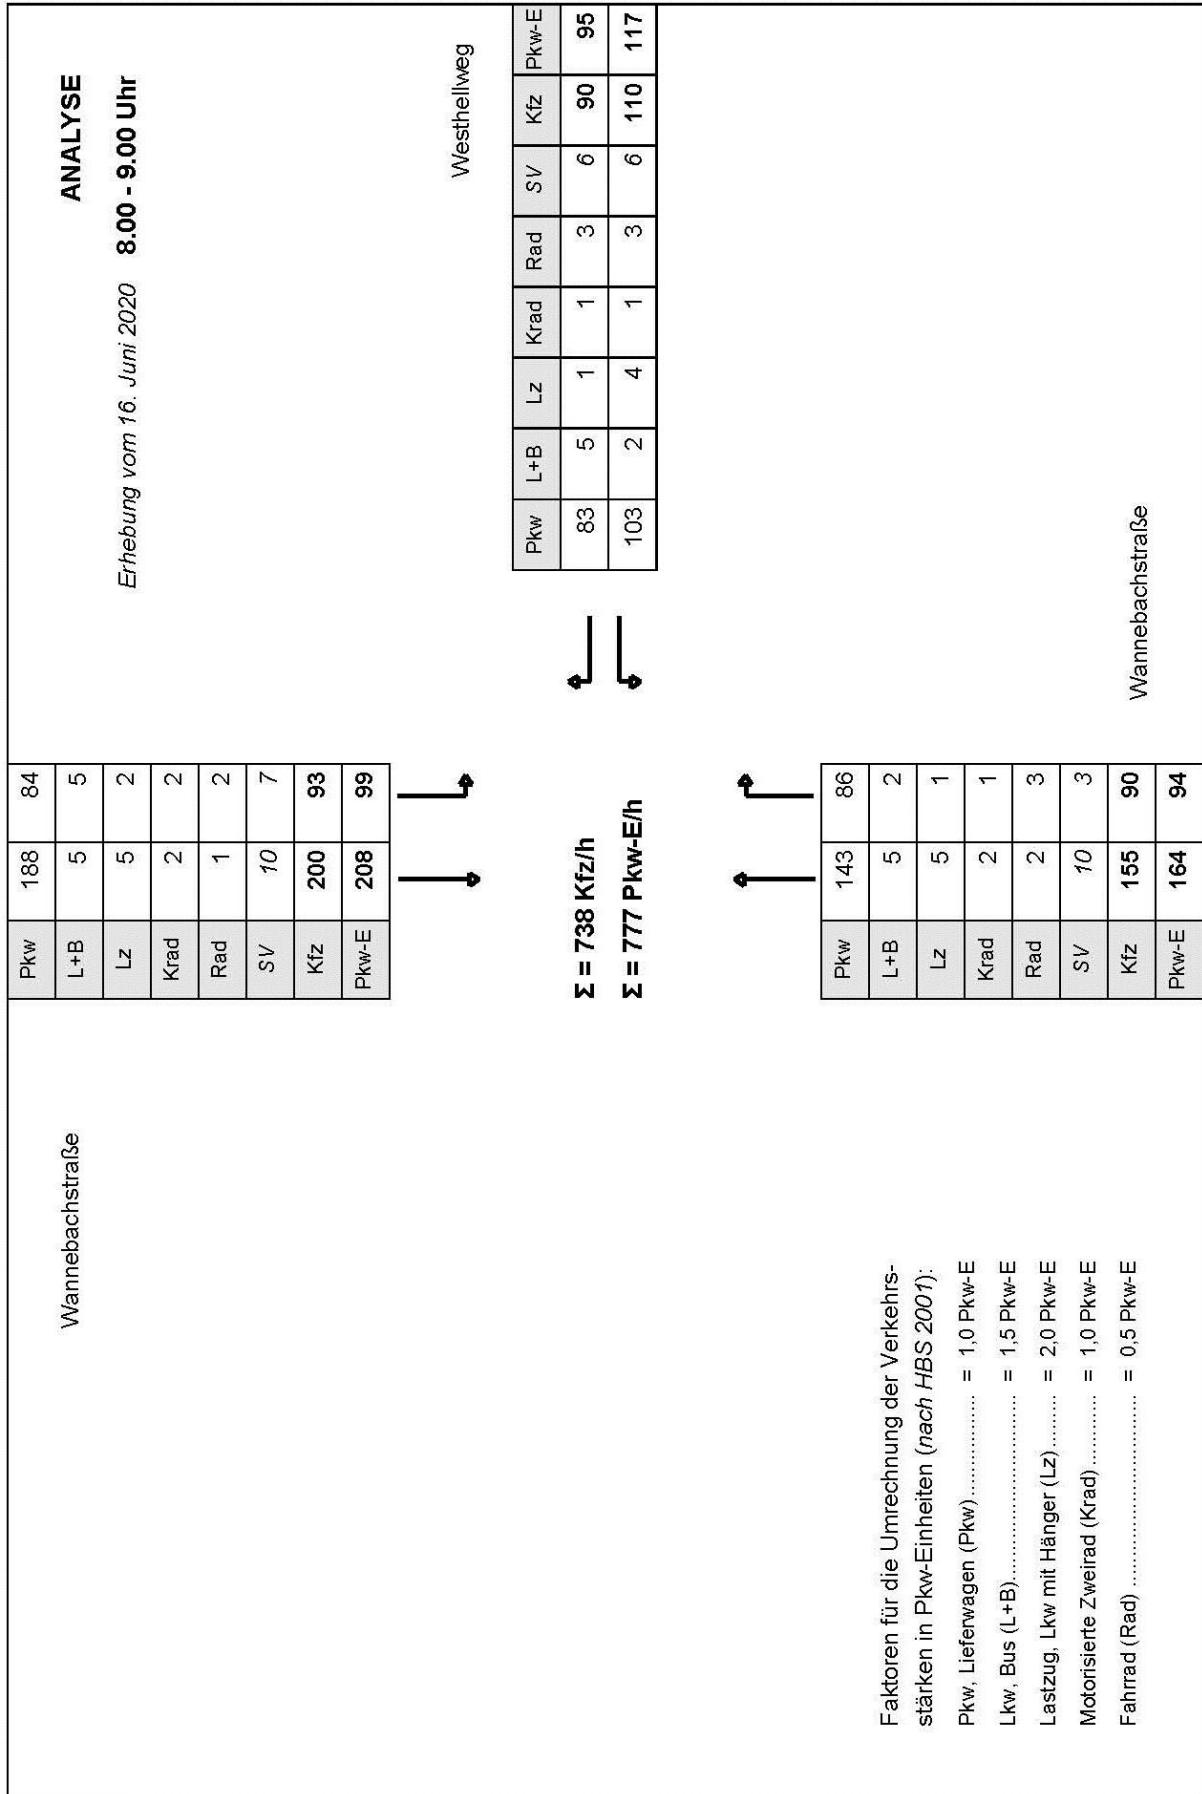 ANALYSE
Erhebung vom 16. Juni 2020 8.00 - 9.00 Uhr
Wannebachstraße
Pkw 188 84
L+B 5 5
Lz 5 2
Krad 2 2
Rad 1 2
SV 10 7
Kfz 200 93
Pkw-E 208 99
Westhellweg
Pkw L+B Lz Krad Rad SV Kfz Pkw-E
83 5 1 1 3 6 90 95
103 2 4 1 3 6 110 117
Σ = 738 Kfz/h
Σ = 777 Pkw-E/h
Pkw 143 86
L+B 5 2
Lz 5 1
Krad 2 1
Rad 2 3
SV 10 3
Kfz 155 90
Pkw-E 164 94
Wannebachstraße
Faktoren für die Umrechnung der Verkehrs-
stärken in Pkw-Einheiten (nach HBS 2001):
Pkw, Lieferwagen (Pkw)................. = 1,0 Pkw-E
Lkw, Bus (L+B)............................... = 1,5 Pkw-E
Lastzug, Lkw mit Hänger (Lz).......... = 2,0 Pkw-E
Motorisierte Zweirad (Krad)............. = 1,0 Pkw-E
Fahrrad (Rad) ................................. = 0,5 Pkw-E